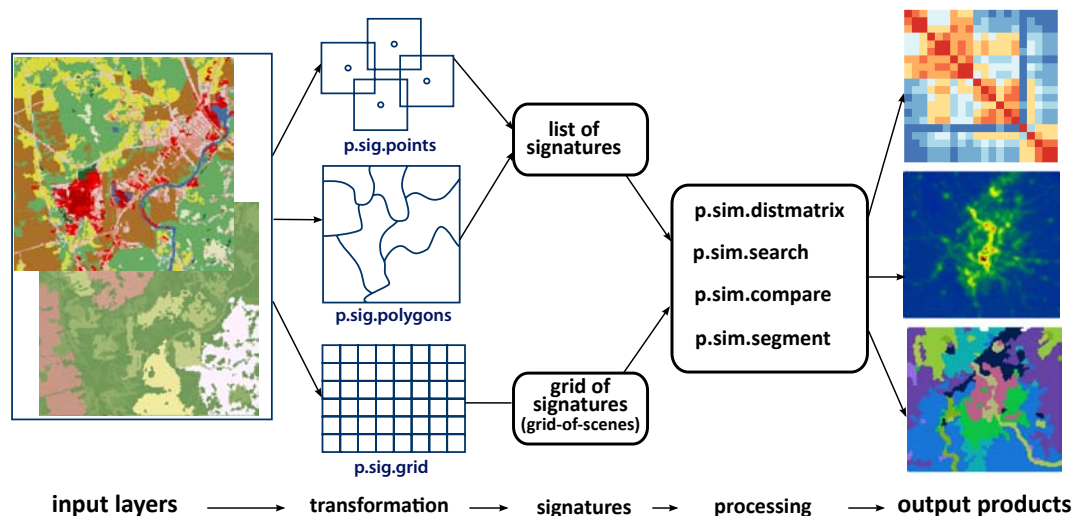 p.sig.points
p.sig.polygons
p.sig.grid
list of
signatures
grid of
signatures
(grid-of-scenes)
p.sim.distmatrix
p.sim.search
p.sim.compare
p.sim.segment
input layers
transformation
signatures
processing
output products